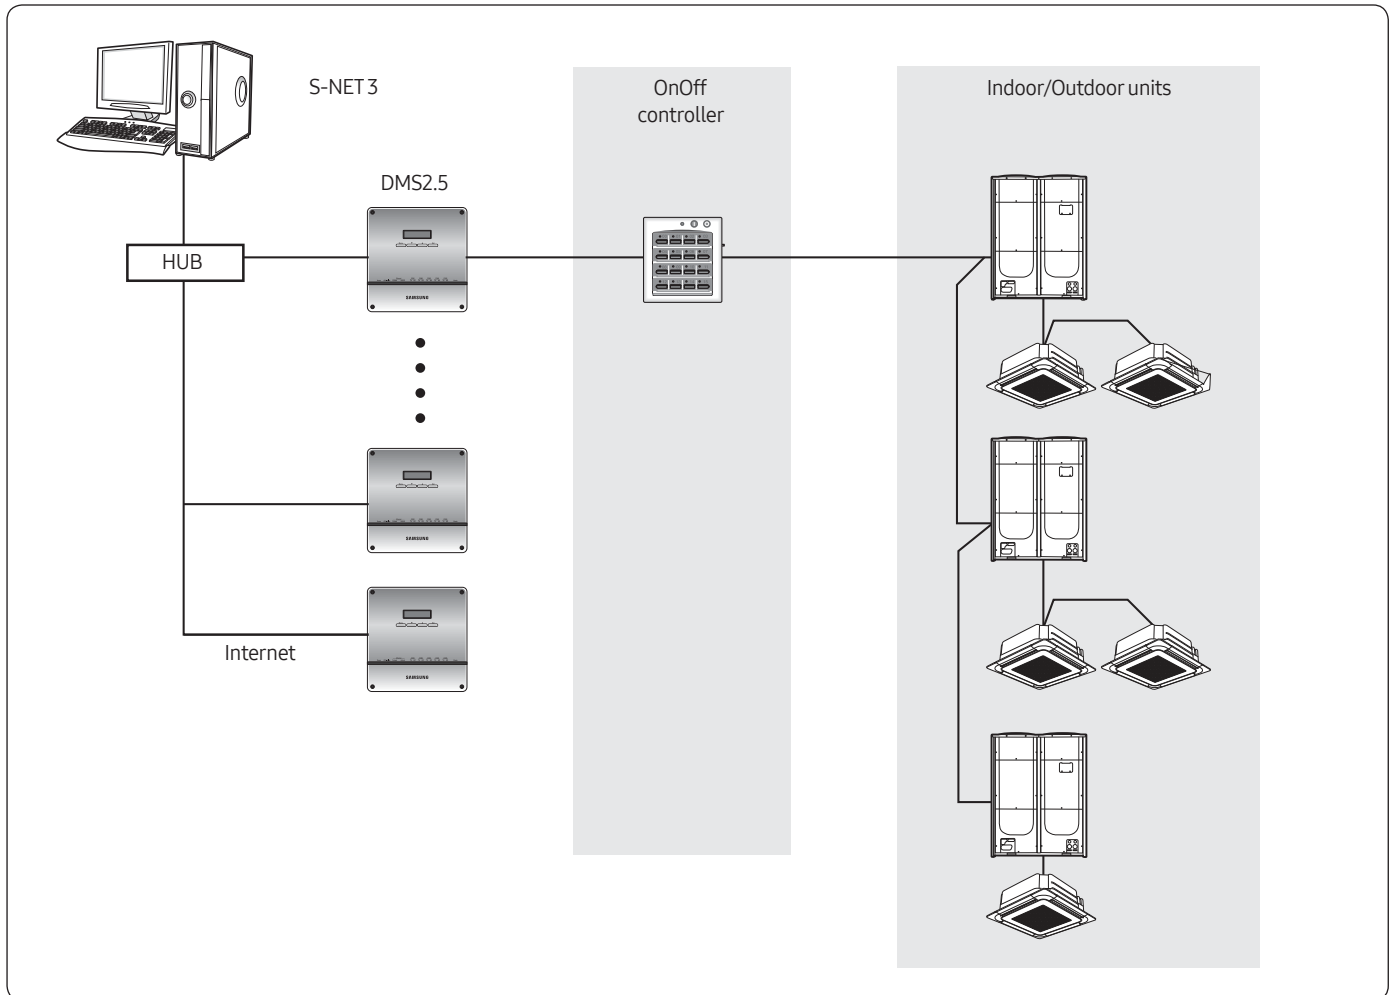 S-NET 3
OnOff
controller
Indoor/Outdoor units
DMS2.5
HUB
SAMSUNG
SAMSUNG
Internet
SAMSUNG